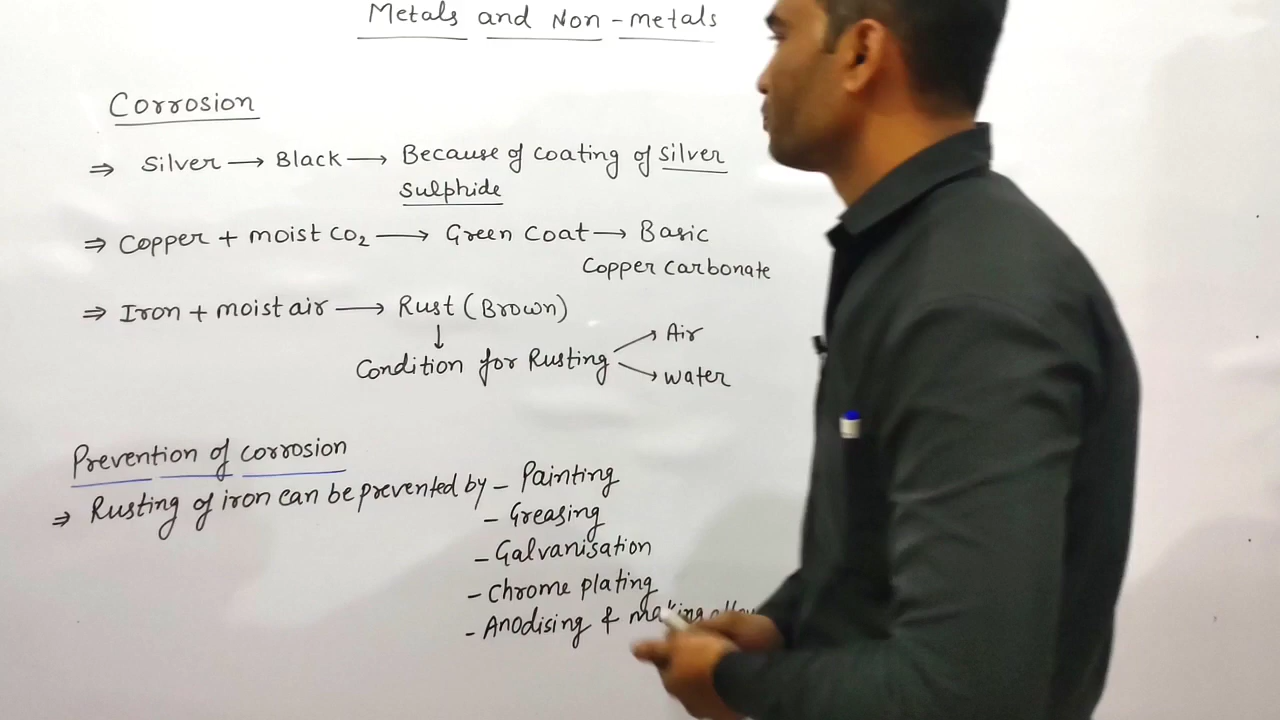 Metals and Non-metals
Corrosion
⇒ Silver → Black → Because of coating of silver
sulphide
⇒ Copper + moist CO₂ → Green coat → Basic
Copper carbonate
⇒ Iron + moist air → Rust (Brown)
↓
Condition for Rusting → Air
→ water
Prevention of corrosion
⇒ Rusting of iron can be prevented by - Painting
- Greasing
- Galvanisation
- Chrome plating
- Anodising & making